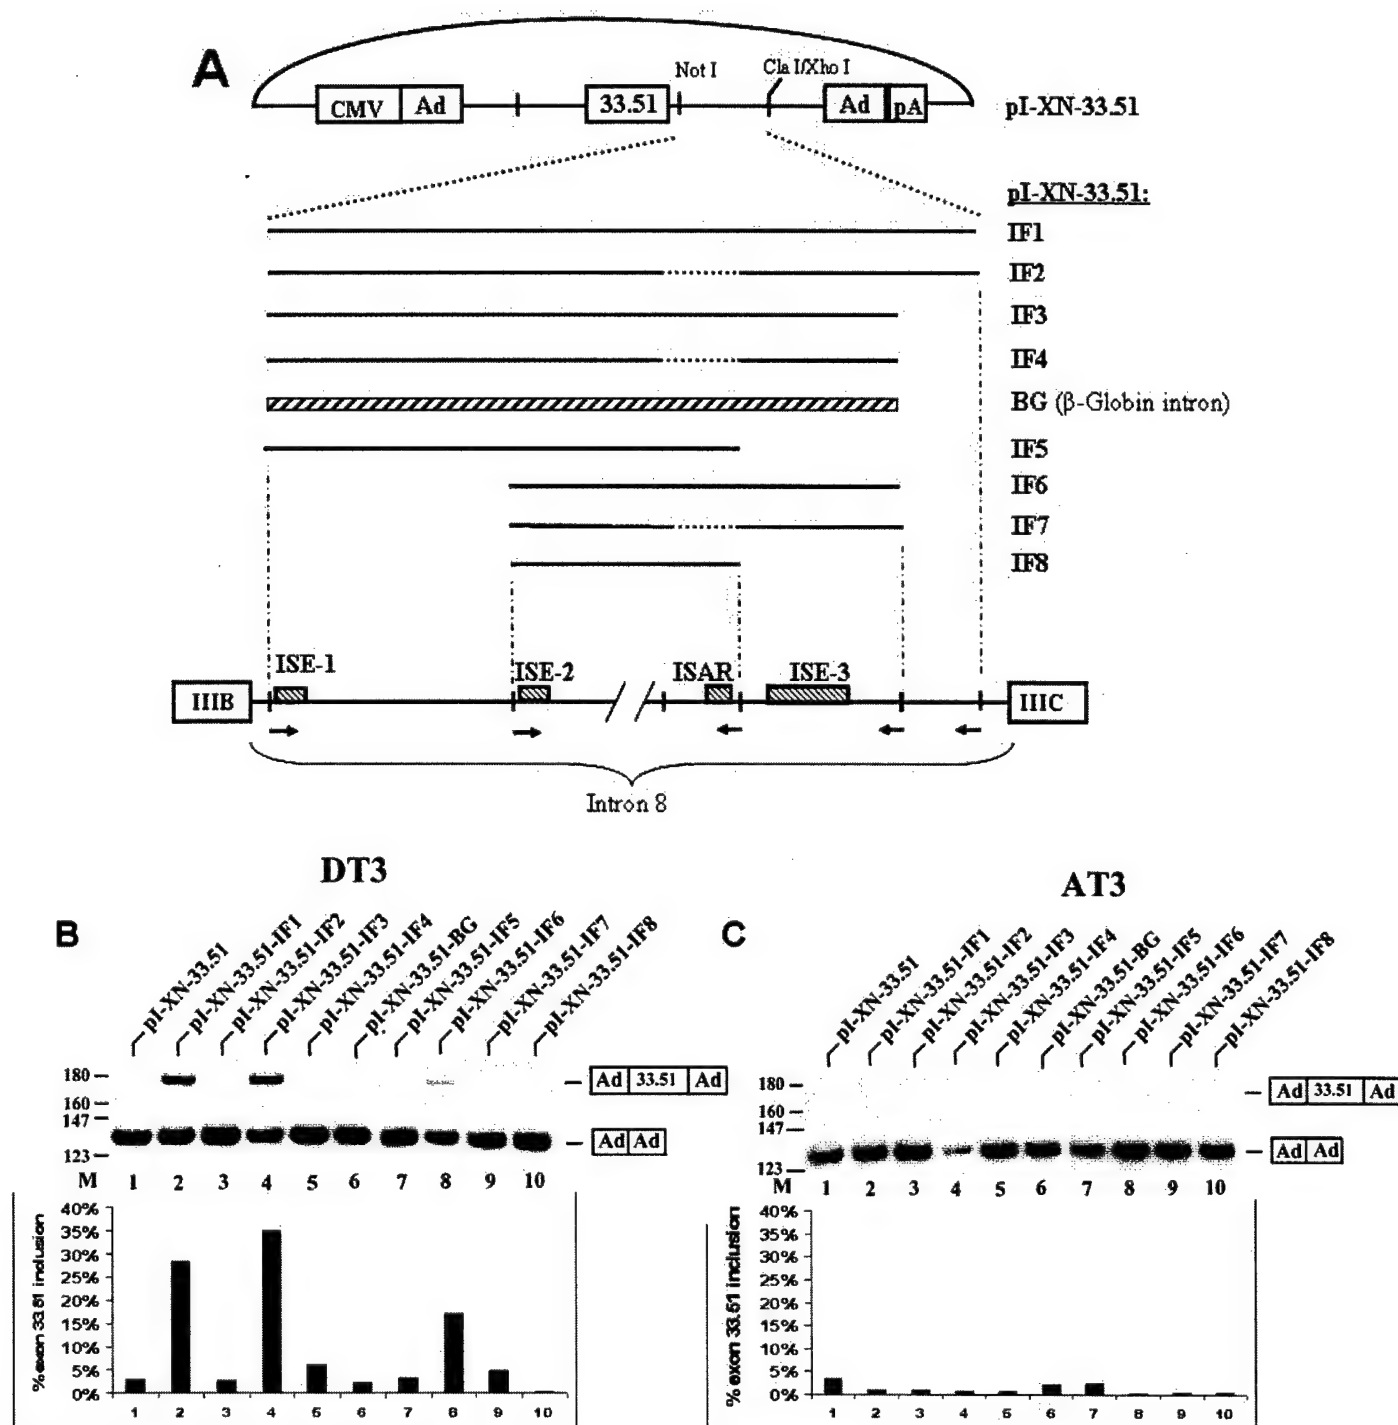 A
Not I
Cla I/Xho I
CMV
Ad
33.51
Ad
pA
pI-XN-33.51
pI-XN-33.51:
IF1
IF2
IF3
IF4
BG (β-Globin intron)
IF5
IF6
IF7
IF8
ISE-1
ISE-2
ISAR
ISE-3
IIIB
IIIC
Intron 8
DT3
B
pI-XN-33.51
pI-XN-33.51-IF1
pI-XN-33.51-IF2
pI-XN-33.51-IF3
pI-XN-33.51-IF4
pI-XN-33.51-BG
pI-XN-33.51-IF5
pI-XN-33.51-IF6
pI-XN-33.51-IF7
pI-XN-33.51-IF8
180
160
147
123
Ad 33.51 Ad
Ad Ad
M 1 2 3 4 5 6 7 8 9 10
% exon 33.51 inclusion
40%
35%
30%
25%
20%
15%
10%
5%
0%
1 2 3 4 5 6 7 8 9 10
AT3
C
pI-XN-33.51
pI-XN-33.51-IF1
pI-XN-33.51-IF2
pI-XN-33.51-IF3
pI-XN-33.51-IF4
pI-XN-33.51-BG
pI-XN-33.51-IF5
pI-XN-33.51-IF6
pI-XN-33.51-IF7
pI-XN-33.51-IF8
180
160
147
123
Ad 33.51 Ad
Ad Ad
M 1 2 3 4 5 6 7 8 9 10
% exon 33.51 inclusion
40%
35%
30%
25%
20%
15%
10%
5%
0%
1 2 3 4 5 6 7 8 9 10